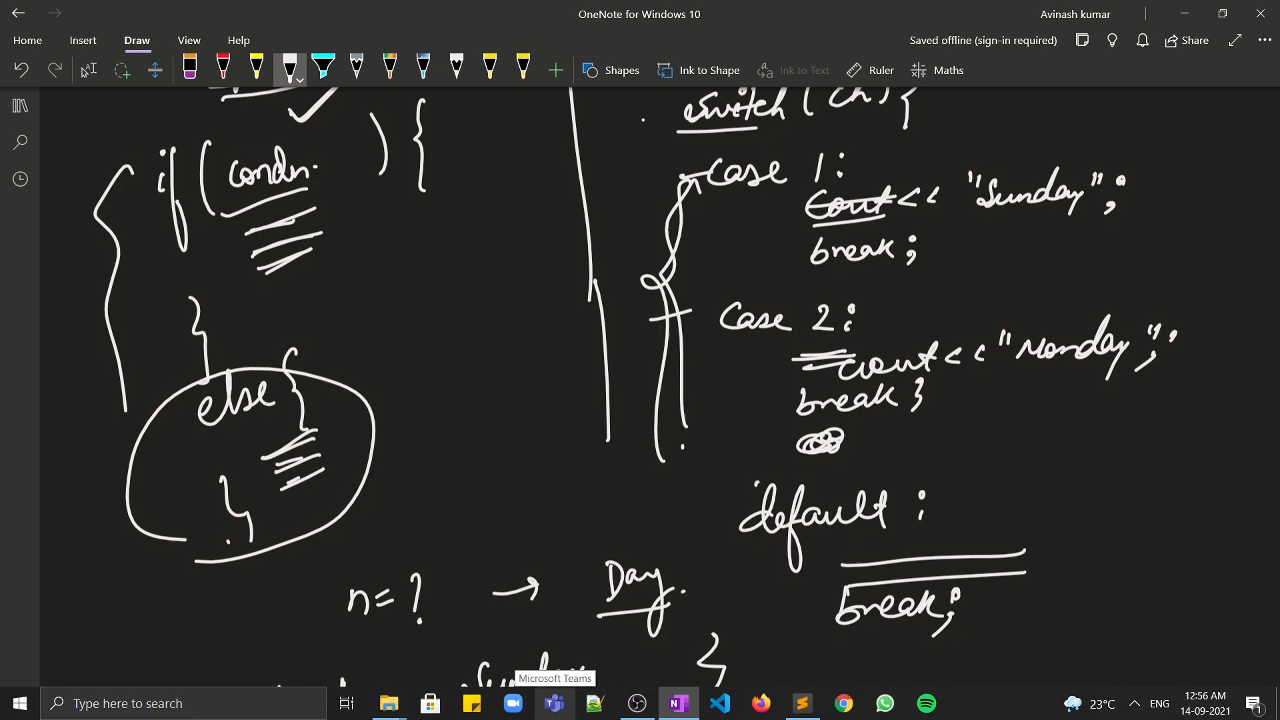 OneNote for Windows 10
Avinash kumar
Home Insert Draw View Help
Saved offline (sign-in required)
Share
Shapes
Ink to Shape
Ink to Text
Ruler
Maths
switch ( ch ) {
if ( condn. ) {
case 1:
cout << "Sunday";
break;
}
case 2:
cout << "Monday";
break;
else {
}
default :
break;
n = ? → Day.
Sunday
}
Microsoft Teams
Type here to search
23°C
ENG
12:56 AM
14-09-2021